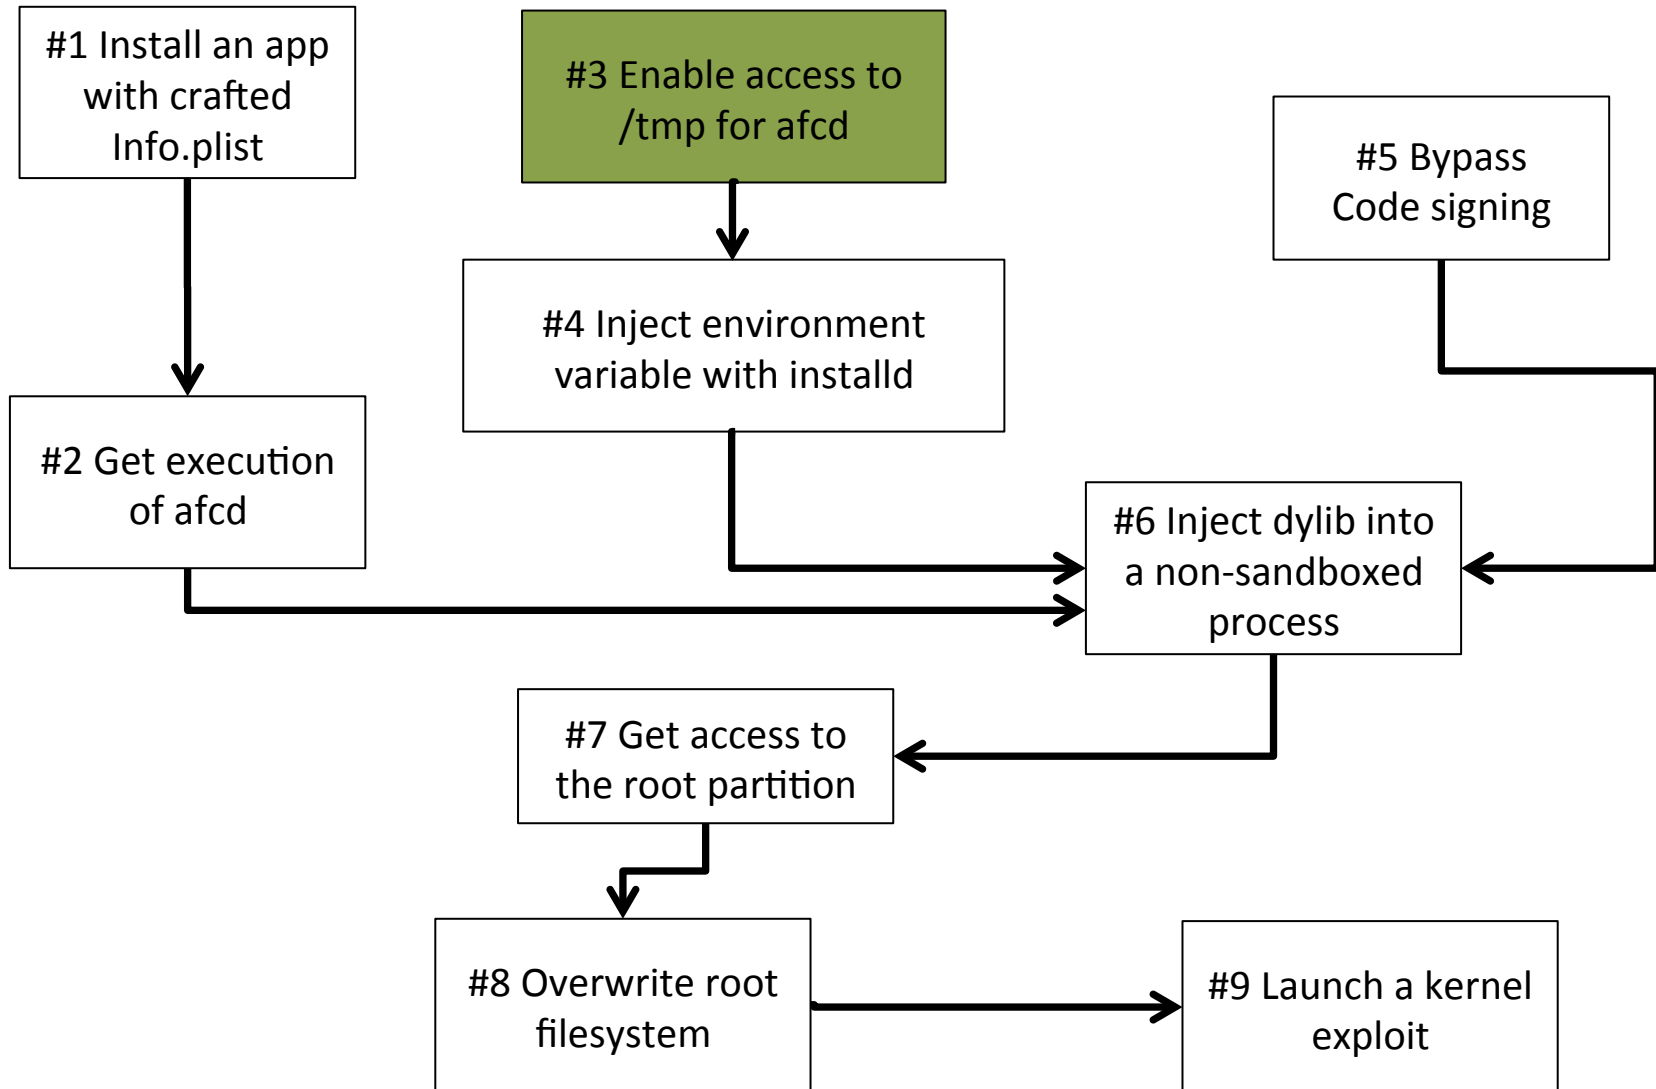 #1 Install an app
with crafted
Info.plist
#3 Enable access to
/tmp for afcd
#5 Bypass
Code signing
#4 Inject environment
variable with installd
#2 Get execution
of afcd
#6 Inject dylib into
a non-sandboxed
process
#7 Get access to
the root partition
#8 Overwrite root
filesystem
#9 Launch a kernel
exploit